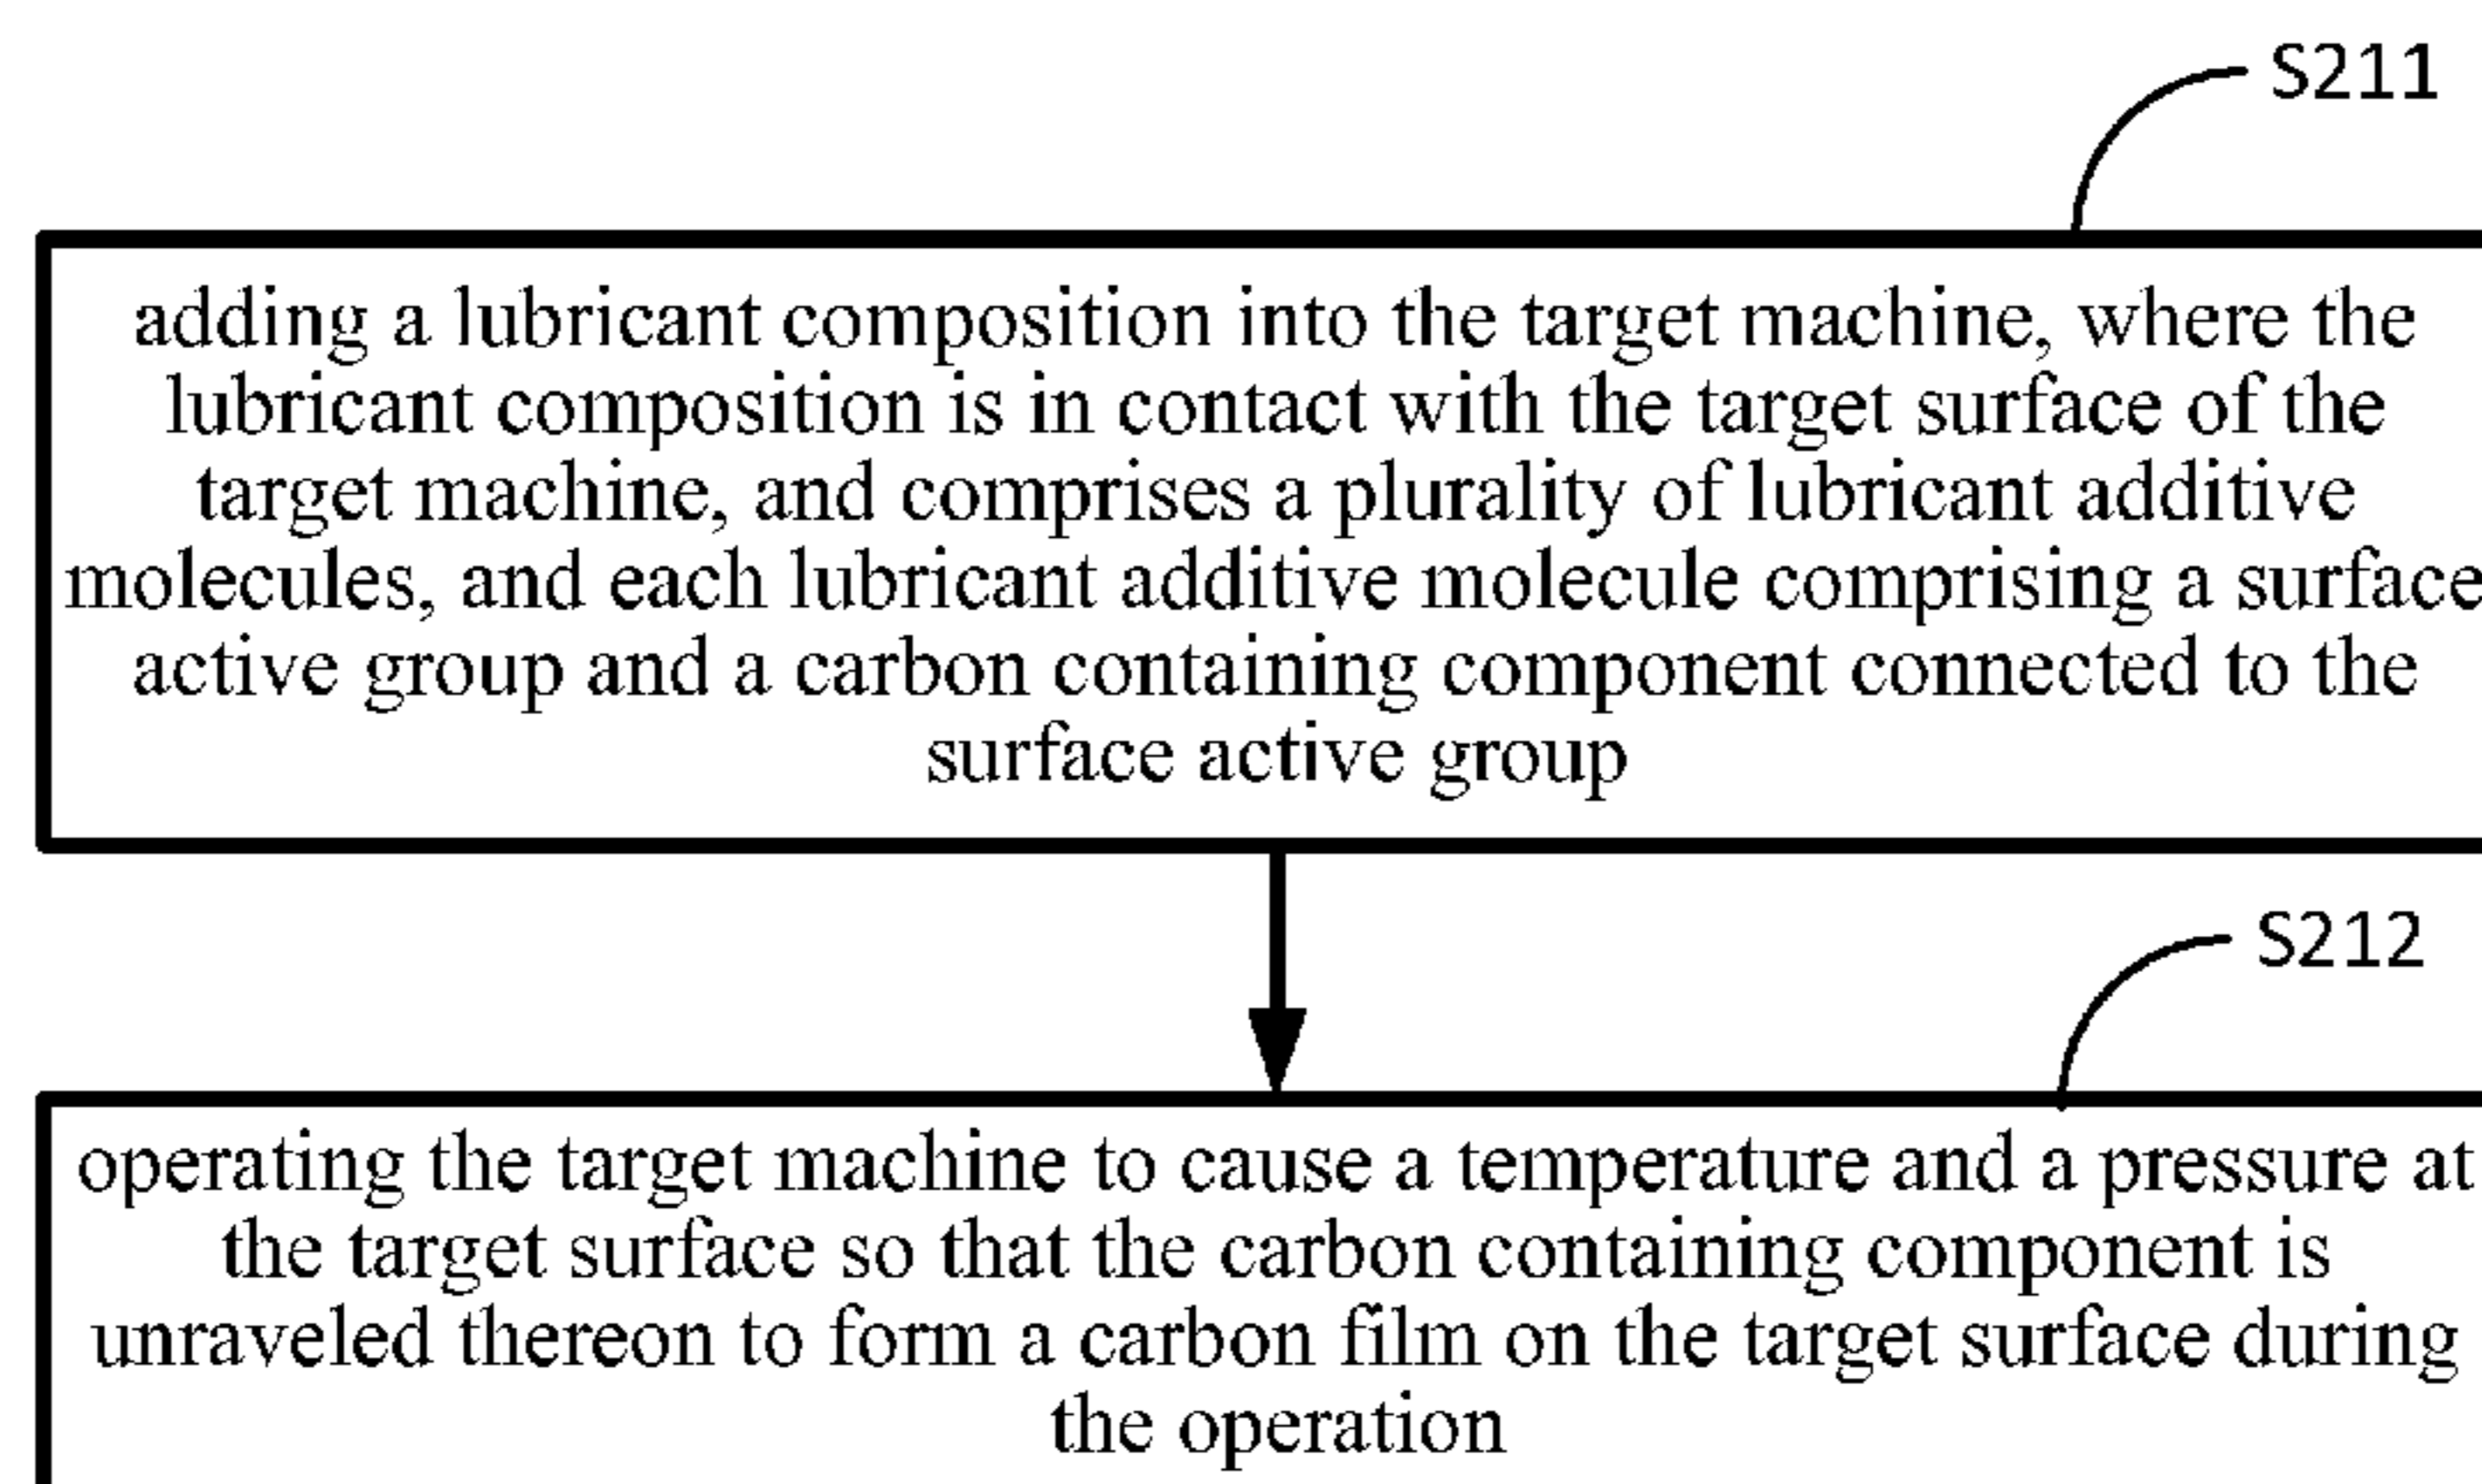 S211
adding a lubricant composition into the target machine, where the
lubricant composition is in contact with the target surface of the
target machine, and comprises a plurality of lubricant additive
molecules, and each lubricant additive molecule comprising a surface
active group and a carbon containing component connected to the
surface active group
S212
operating the target machine to cause a temperature and a pressure at
the target surface so that the carbon containing component is
unraveled thereon to form a carbon film on the target surface during
the operation